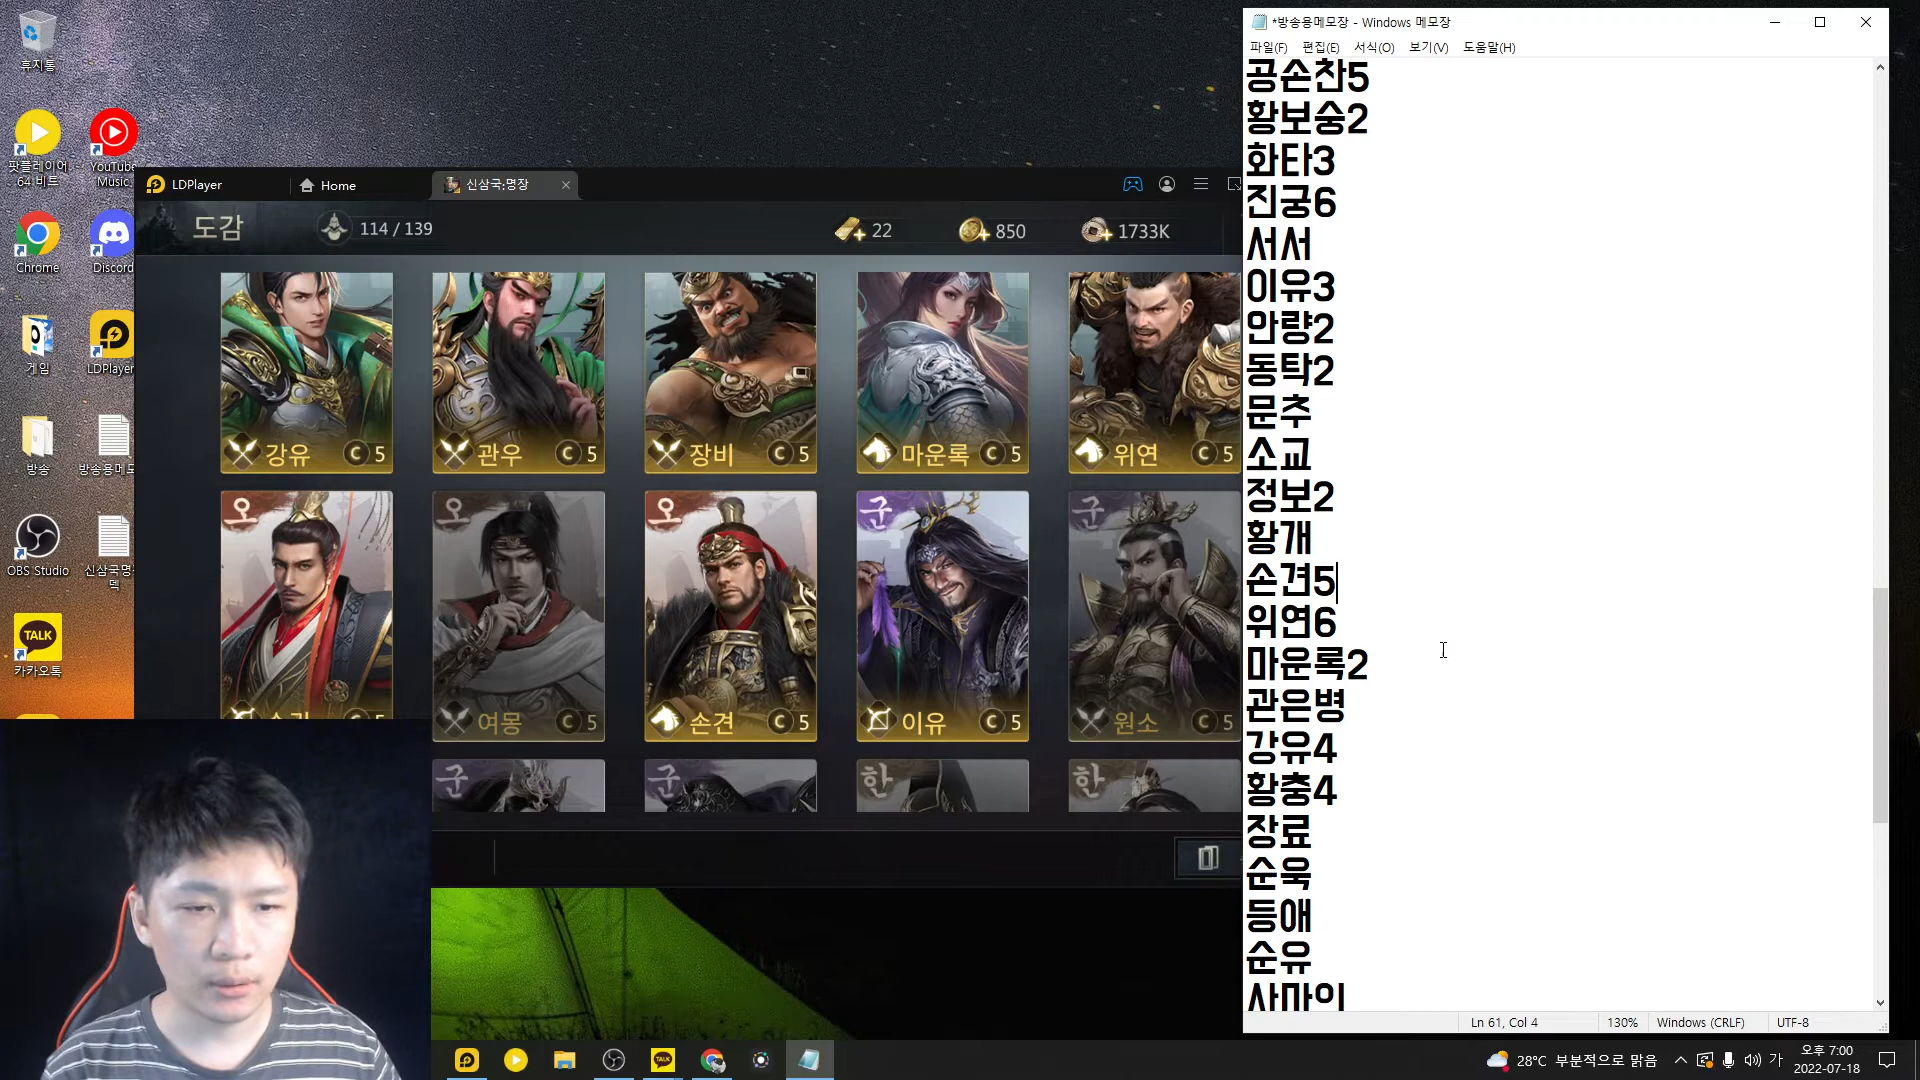 휴지통
팟플레이어
64 비트
YouTube
Music
Chrome
Discord
게임
LDPlayer
방송
방송용메모
OBS Studio
신삼국명
덱
TALK
카카오톡
LDPlayer
Home
신삼국;명장
도감
114 / 139
22
850
1733K
강유 C 5
관우 C 5
장비 C 5
마운록 C 5
위연 C 5
오
오
여몽 C 5
오
손견 C 5
군
이유 C 5
군
원소 C 5
군
군
한
한
*방송용메모장 - Windows 메모장
파일(F) 편집(E) 서식(O) 보기(V) 도움말(H)
공손찬5
황보숭2
화타3
진궁6
서서
이유3
안량2
동탁2
문추
소교
정보2
황개
손견5
위연6
마운록2
관은병
강유4
황충4
장료
순욱
등애
순유
사마이
Ln 61, Col 4 130% Windows (CRLF) UTF-8
TALK
28°C 부분적으로 맑음
가
오후 7:00
2022-07-18